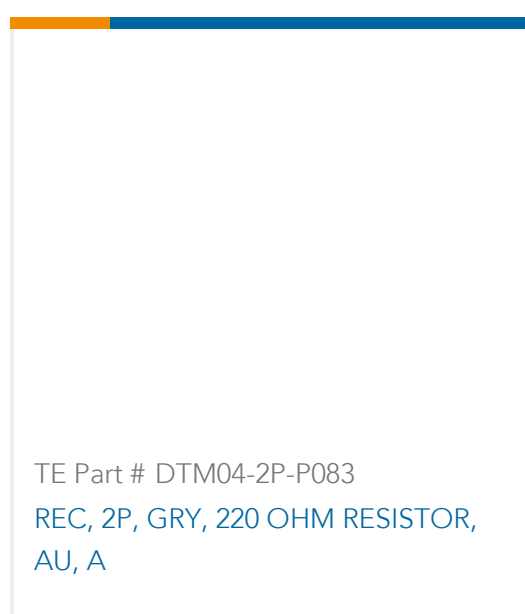 TE Part # DTM04-2P-P083
REC, 2P, GRY, 220 OHM RESISTOR,
AU, A